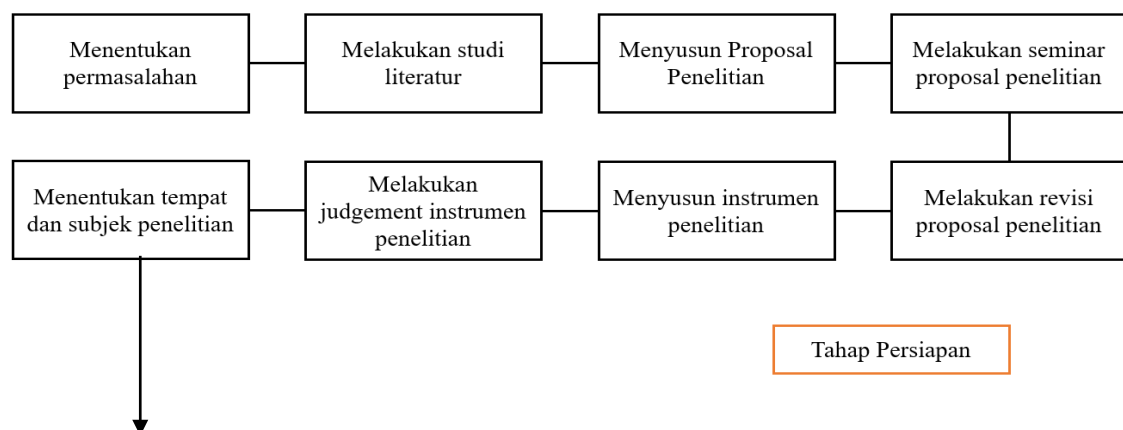 Menentukan
permasalahan
Melakukan studi
literatur
Menyusun Proposal
Penelitian
Melakukan seminar
proposal penelitian
Menentukan tempat
dan subjek penelitian
Melakukan
judgement instrumen
penelitian
Menyusun instrumen
penelitian
Melakukan revisi
proposal penelitian
Tahap Persiapan